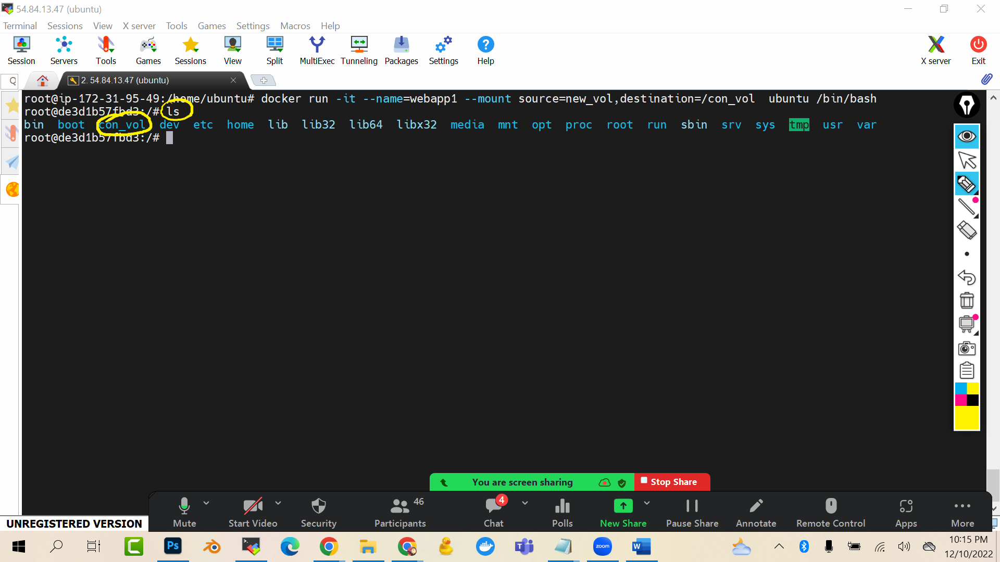 54.84.13.47 (ubuntu)
Terminal Sessions View X server Tools Games Settings Macros Help
Session Servers Tools Games Sessions View Split MultiExec Tunneling Packages Settings Help X server Exit
2. 54.84.13.47 (ubuntu)
root@ip-172-31-95-49:/home/ubuntu# docker run -it --name=webapp1 --mount source=new_vol,destination=/con_vol  ubuntu /bin/bash
root@de3d1b57fbd3:/# ls
bin  boot  con_vol  dev  etc  home  lib  lib32  lib64  libx32  media  mnt  opt  proc  root  run  sbin  srv  sys  tmp  usr  var
root@de3d1b57fbd3:/#
You are screen sharing Stop Share
46 4
Mute Start Video Security Participants Chat Polls New Share Pause Share Annotate Remote Control Apps More
UNREGISTERED VERSION
Ps zoom W
10:15 PM
12/10/2022